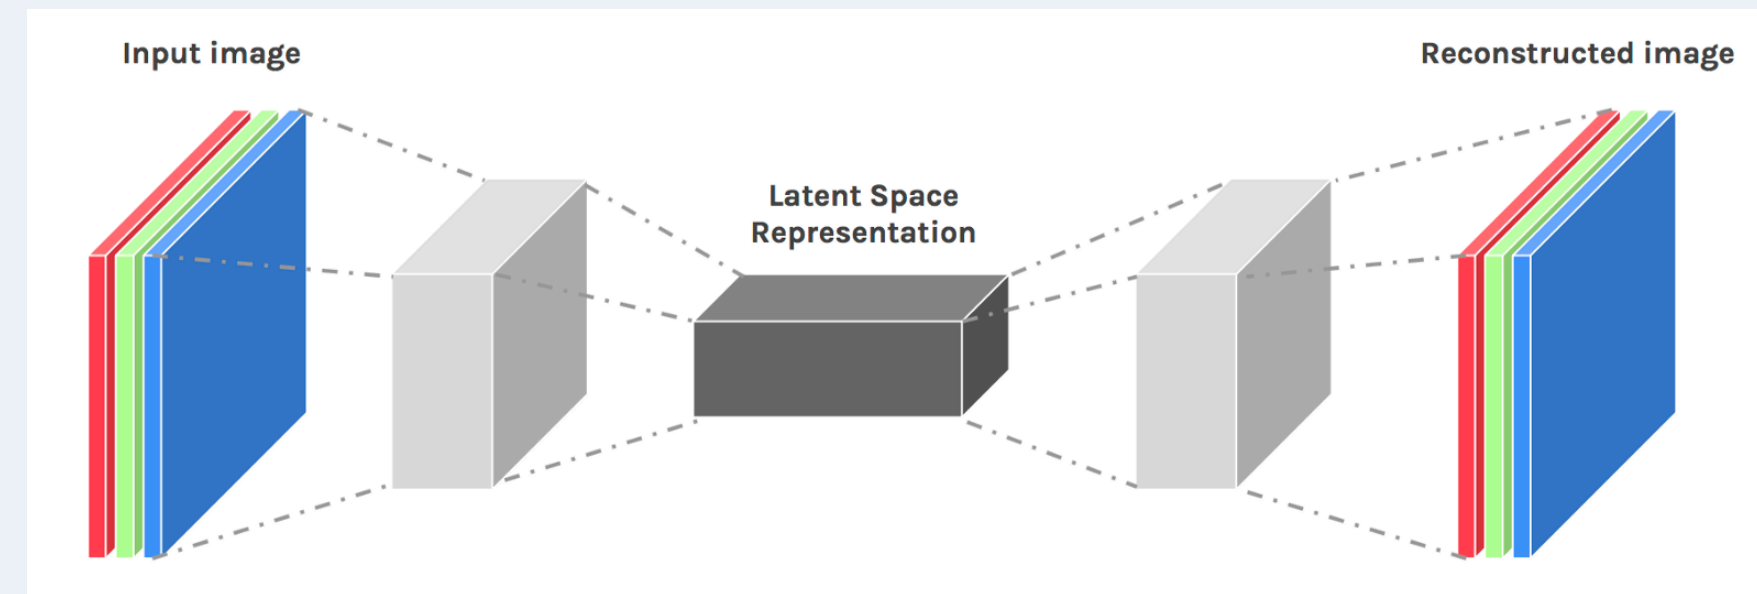 Input image
Reconstructed image
Latent Space
Representation